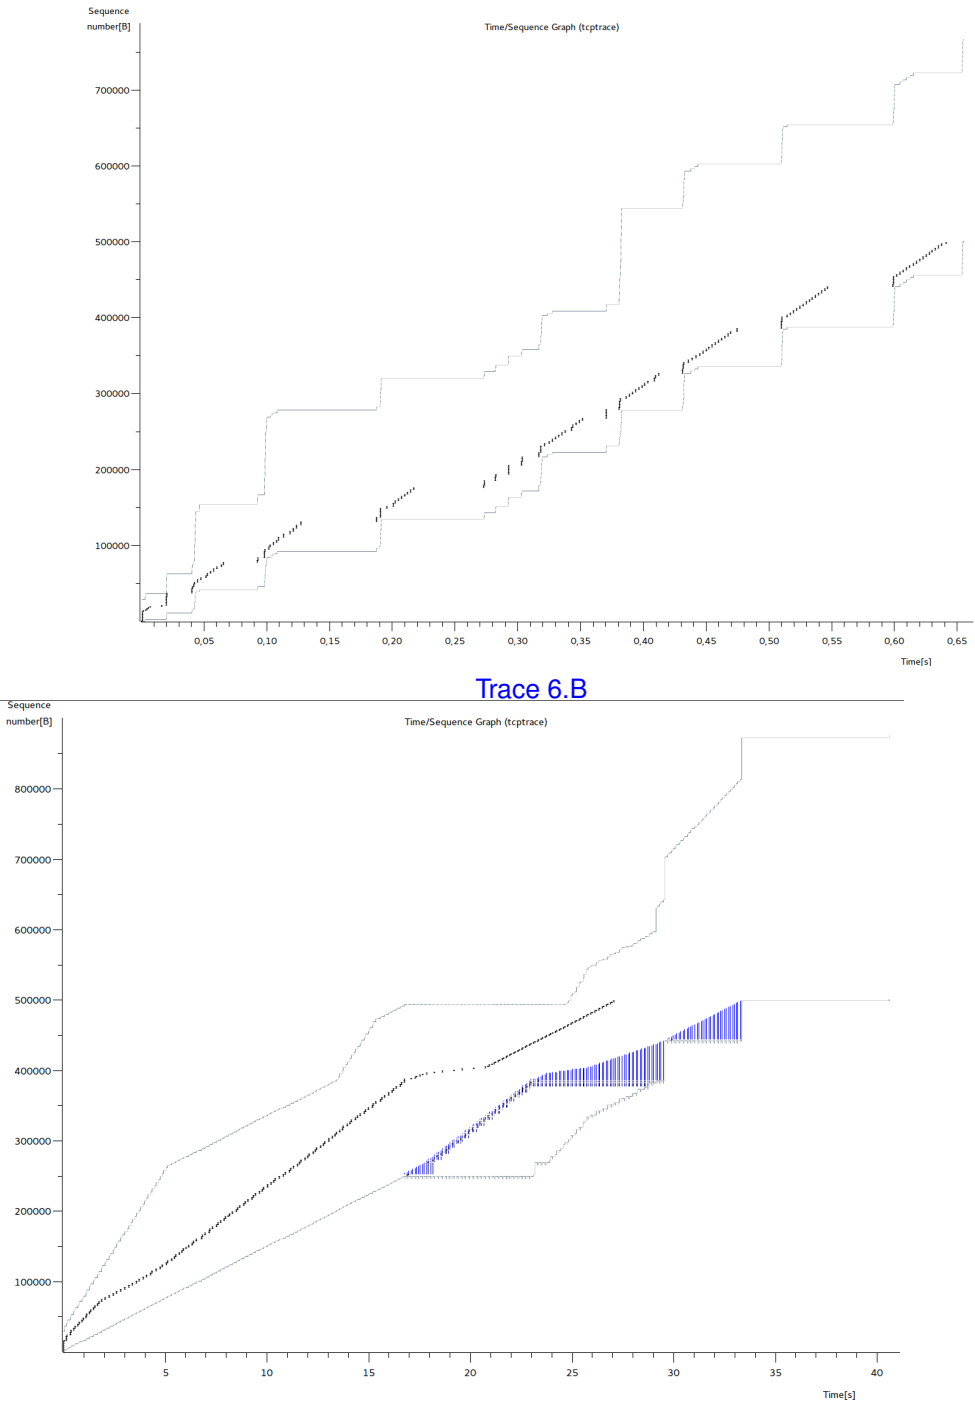 Sequence
number[B]
Time/Sequence Graph (tcptrace)
700000
600000
500000
400000
300000
200000
100000
0,05 0,10 0,15 0,20 0,25 0,30 0,35 0,40 0,45 0,50 0,55 0,60 0,65
Time[s]
Trace 6.B
Sequence
number[B]
Time/Sequence Graph (tcptrace)
800000
700000
600000
500000
400000
300000
200000
100000
5 10 15 20 25 30 35 40
Time[s]